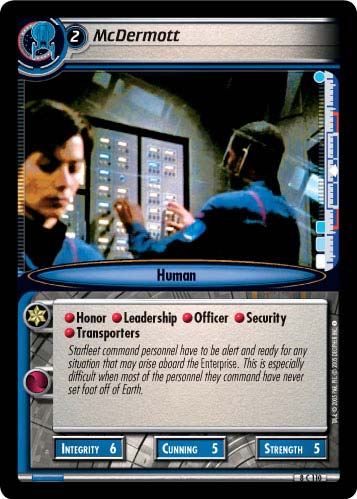 2 McDermott
Human
Honor Leadership Officer Security
Transporters
Starfleet command personnel have to be alert and ready for any
situation that may arise aboard the Enterprise. This is especially
difficult when most of the personnel they command have never
set foot off of Earth.
INTEGRITY 6 CUNNING 5 STRENGTH 5
8 C 110